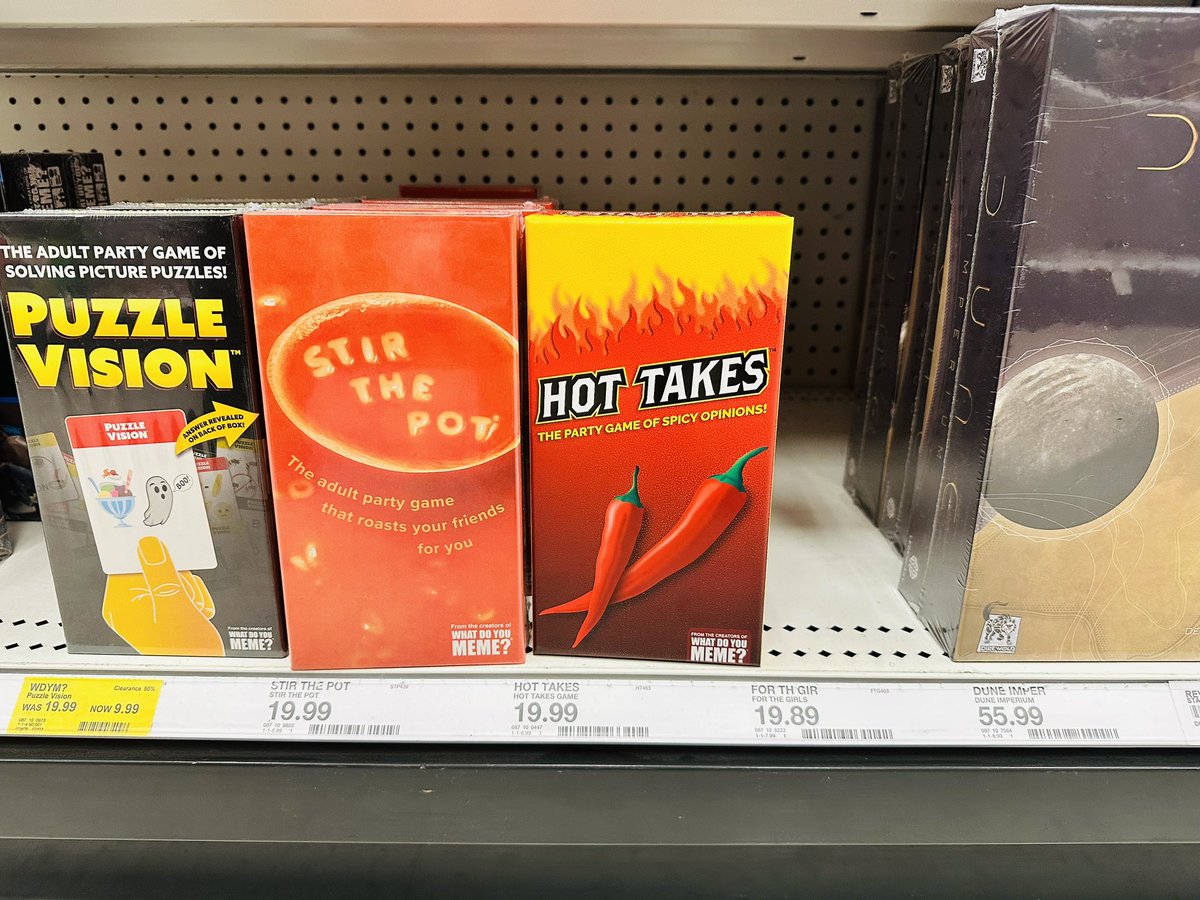 THE ADULT PARTY GAME OF
SOLVING PICTURE PUZZLES!
PUZZLE
VISION™
ANSWER REVEALED
ON BACK OF BOX!
PUZZLE
VISION
BOO!
From the creators of
WHAT DO YOU
MEME?
STIR
THE
POT
The adult party game
that roasts your friends
for you
From the creators of
WHAT DO YOU
MEME?
HOT TAKES™
THE PARTY GAME OF SPICY OPINIONS!
FROM THE CREATORS OF
WHAT DO YOU
MEME?
DIRE WOLF
WDYM?
Clearance 50%
Puzzle Vision
WAS 19.99 NOW 9.99
STIR THE POT
STIR THE POT
19.99
HOT TAKES
HOT TAKES GAME
19.99
FOR TH GIR
FOR THE GIRLS
19.89
DUNE IMPER
DUNE IMPERIUM
55.99